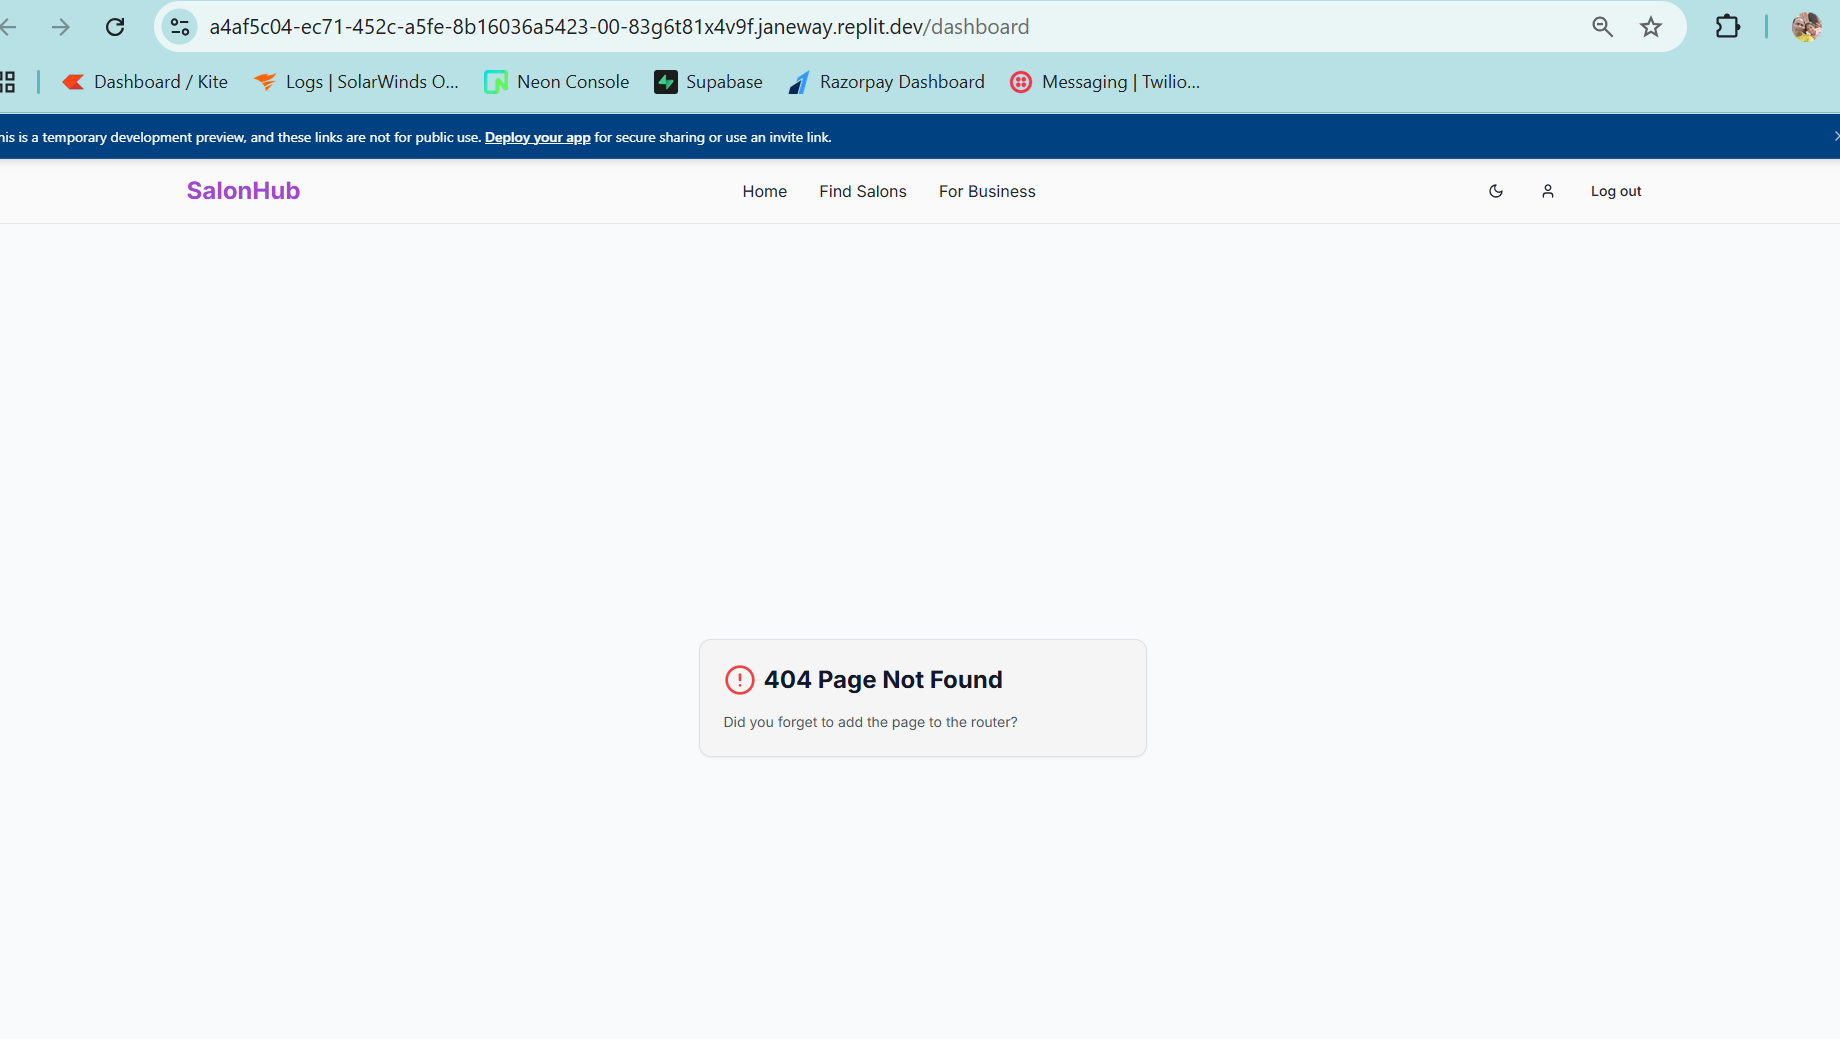 a4af5c04-ec71-452c-a5fe-8b16036a5423-00-83g6t81x4v9f.janeway.replit.dev/dashboard
Dashboard / Kite Logs | SolarWinds O... Neon Console Supabase Razorpay Dashboard Messaging | Twilio...
is is a temporary development preview, and these links are not for public use. Deploy your app for secure sharing or use an invite link.
SalonHub Home Find Salons For Business Log out
404 Page Not Found
Did you forget to add the page to the router?